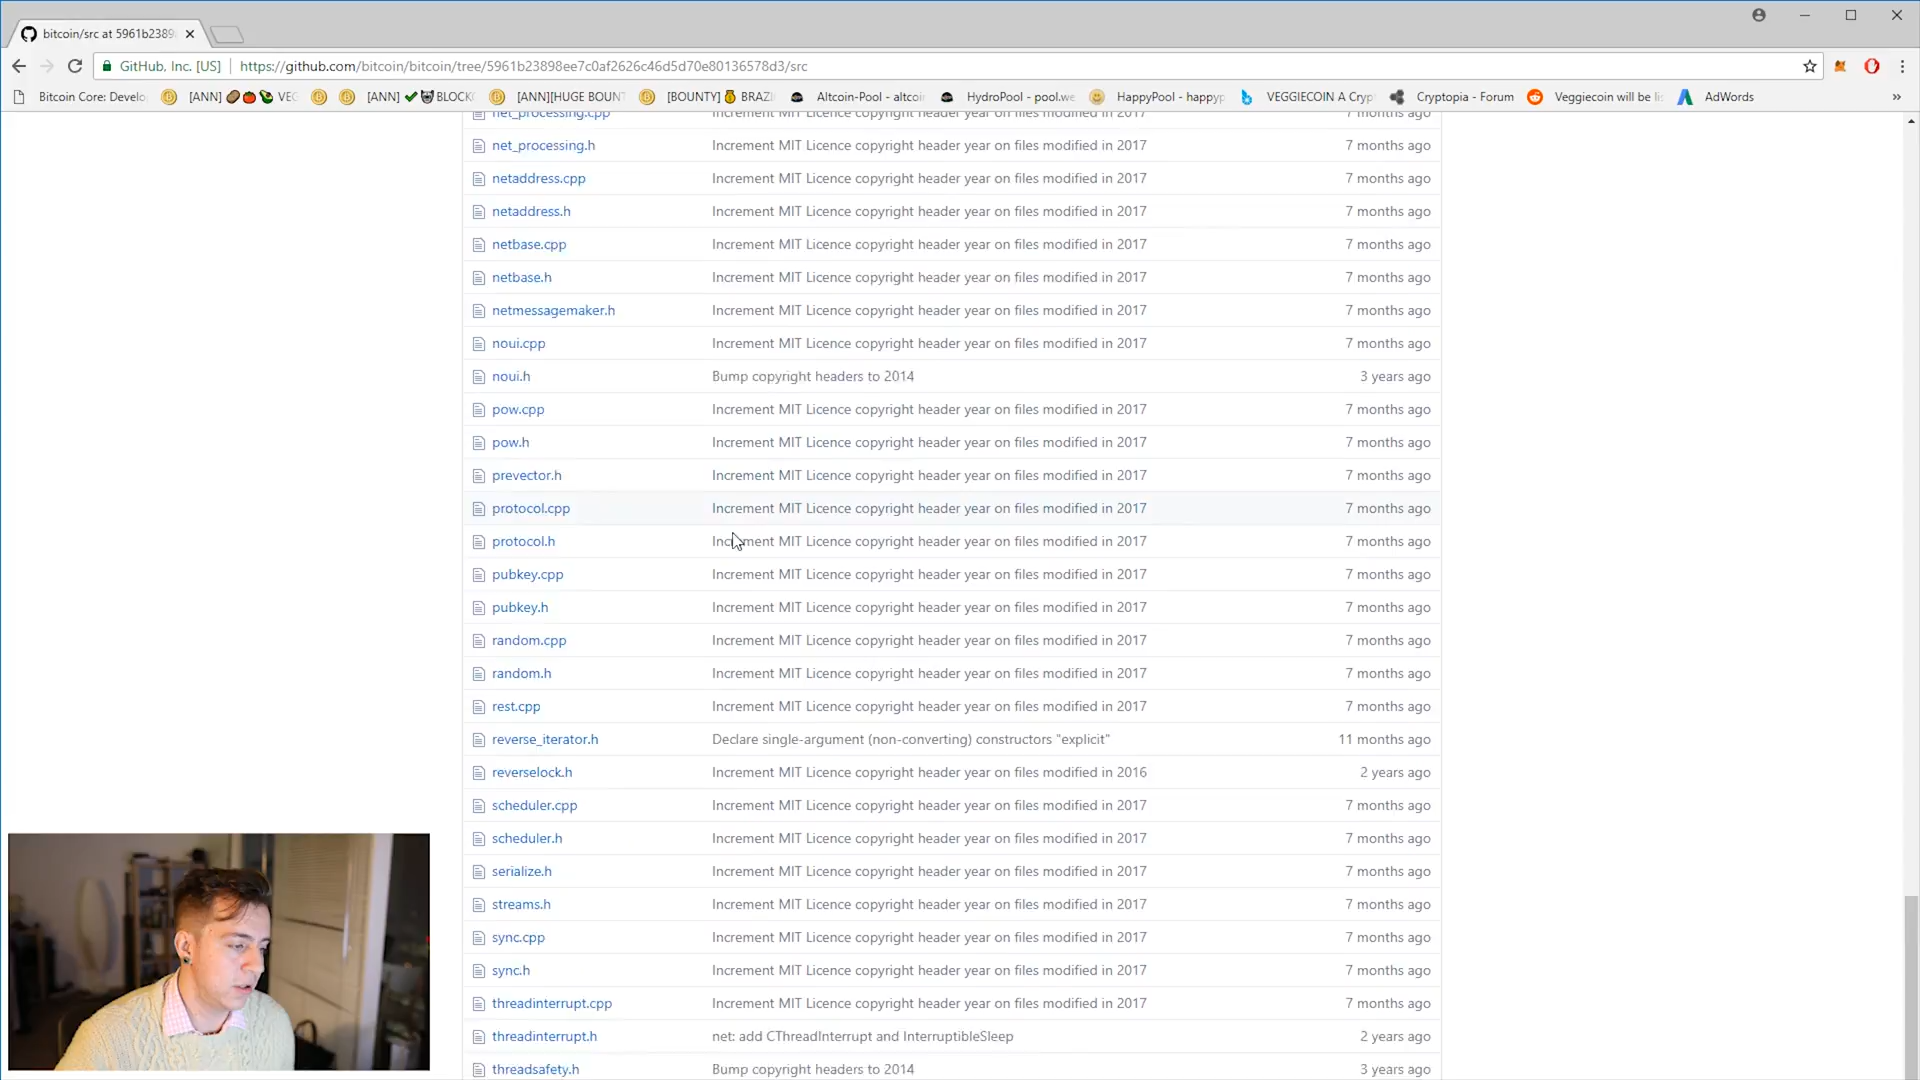 bitcoin/src at 5961b2389
GitHub, Inc. [US] https://github.com/bitcoin/bitcoin/tree/5961b23898ee7c0af2626c46d5d70e80136578d3/src
Bitcoin Core: Develo [ANN] VEG [ANN] BLOCK [ANN][HUGE BOUNT [BOUNTY] BRAZI Altcoin-Pool - altcoi HydroPool - pool.we HappyPool - happyp VEGGIECOIN A Cryp Cryptopia - Forum Veggiecoin will be li AdWords »
net_processing.cpp Increment MIT Licence copyright header year on files modified in 2017 7 months ago
net_processing.h Increment MIT Licence copyright header year on files modified in 2017 7 months ago
netaddress.cpp Increment MIT Licence copyright header year on files modified in 2017 7 months ago
netaddress.h Increment MIT Licence copyright header year on files modified in 2017 7 months ago
netbase.cpp Increment MIT Licence copyright header year on files modified in 2017 7 months ago
netbase.h Increment MIT Licence copyright header year on files modified in 2017 7 months ago
netmessagemaker.h Increment MIT Licence copyright header year on files modified in 2017 7 months ago
noui.cpp Increment MIT Licence copyright header year on files modified in 2017 7 months ago
noui.h Bump copyright headers to 2014 3 years ago
pow.cpp Increment MIT Licence copyright header year on files modified in 2017 7 months ago
pow.h Increment MIT Licence copyright header year on files modified in 2017 7 months ago
prevector.h Increment MIT Licence copyright header year on files modified in 2017 7 months ago
protocol.cpp Increment MIT Licence copyright header year on files modified in 2017 7 months ago
protocol.h Increment MIT Licence copyright header year on files modified in 2017 7 months ago
pubkey.cpp Increment MIT Licence copyright header year on files modified in 2017 7 months ago
pubkey.h Increment MIT Licence copyright header year on files modified in 2017 7 months ago
random.cpp Increment MIT Licence copyright header year on files modified in 2017 7 months ago
random.h Increment MIT Licence copyright header year on files modified in 2017 7 months ago
rest.cpp Increment MIT Licence copyright header year on files modified in 2017 7 months ago
reverse_iterator.h Declare single-argument (non-converting) constructors "explicit" 11 months ago
reverselock.h Increment MIT Licence copyright header year on files modified in 2016 2 years ago
scheduler.cpp Increment MIT Licence copyright header year on files modified in 2017 7 months ago
scheduler.h Increment MIT Licence copyright header year on files modified in 2017 7 months ago
serialize.h Increment MIT Licence copyright header year on files modified in 2017 7 months ago
streams.h Increment MIT Licence copyright header year on files modified in 2017 7 months ago
sync.cpp Increment MIT Licence copyright header year on files modified in 2017 7 months ago
sync.h Increment MIT Licence copyright header year on files modified in 2017 7 months ago
threadinterrupt.cpp Increment MIT Licence copyright header year on files modified in 2017 7 months ago
threadinterrupt.h net: add CThreadInterrupt and InterruptibleSleep 2 years ago
threadsafety.h Bump copyright headers to 2014 3 years ago